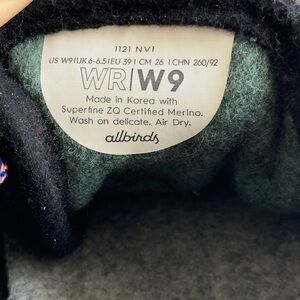 1121 NV1
US W9|UK 6-6.5|EU 39|CM 26|CHN 260/92
WR|W9
Made in Korea with
Superfine ZQ Certified Merino.
Wash on delicate. Air Dry.
allbirds